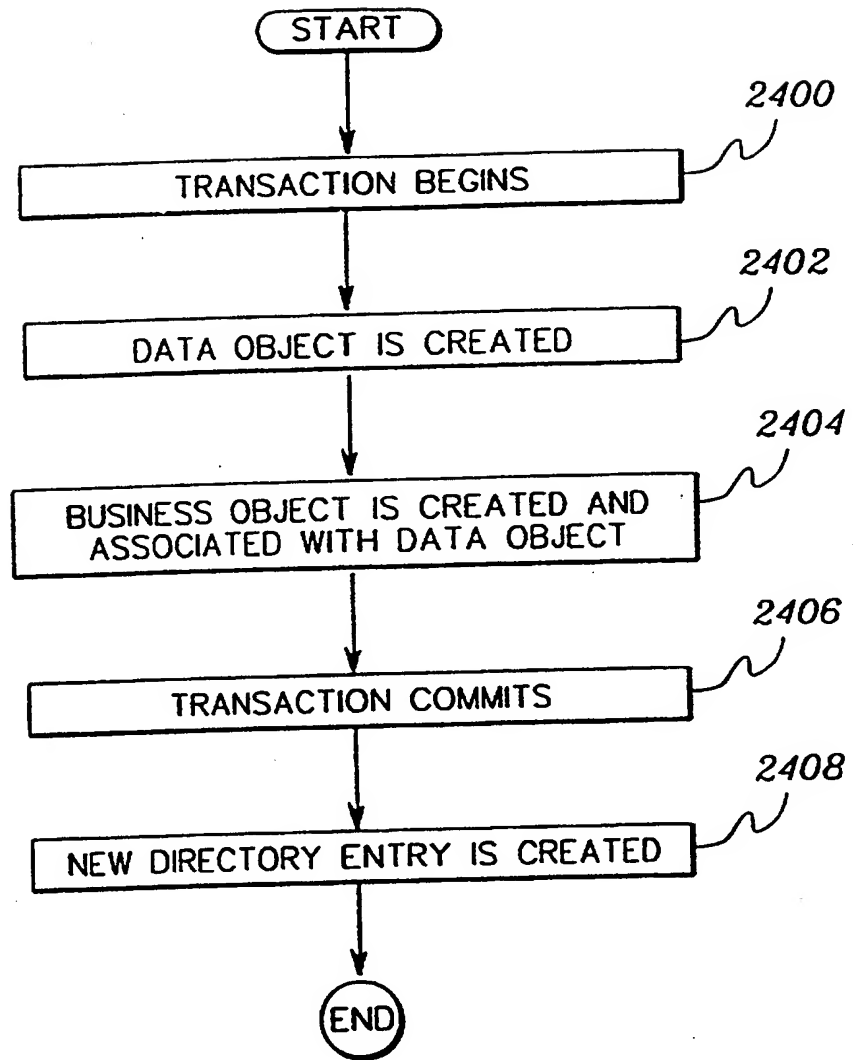 START
2400
TRANSACTION BEGINS
2402
DATA OBJECT IS CREATED
2404
BUSINESS OBJECT IS CREATED AND
ASSOCIATED WITH DATA OBJECT
2406
TRANSACTION COMMITS
2408
NEW DIRECTORY ENTRY IS CREATED
END